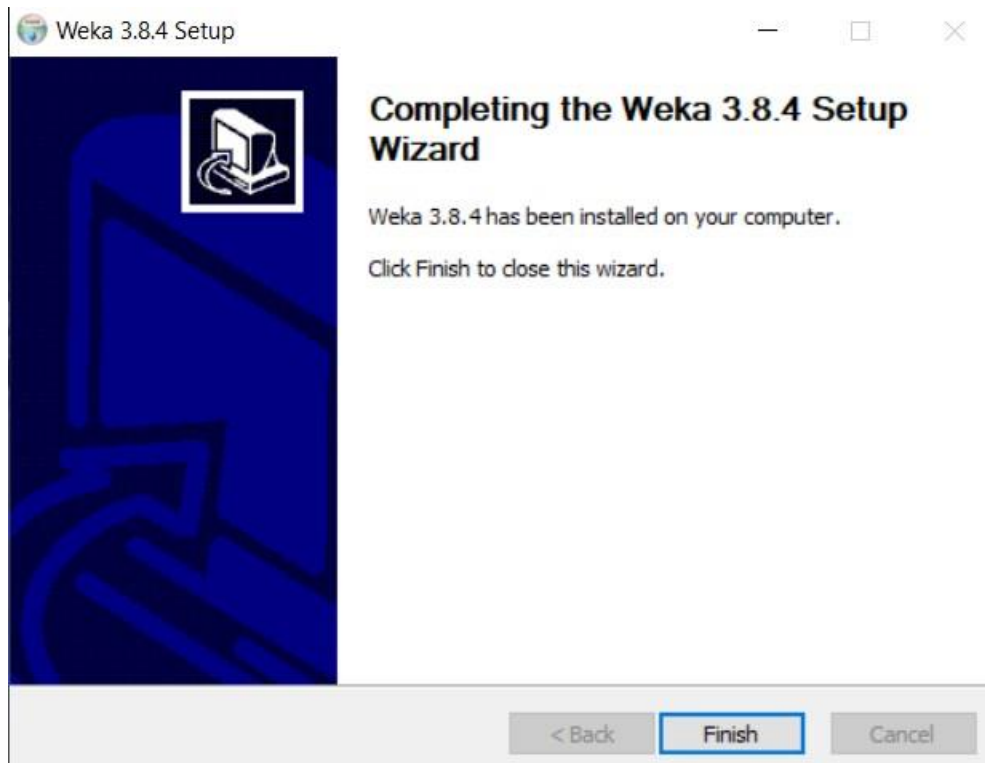 Weka 3.8.4 Setup
Completing the Weka 3.8.4 Setup
Wizard
Weka 3.8.4 has been installed on your computer.
Click Finish to close this wizard.
< Back
Finish
Cancel